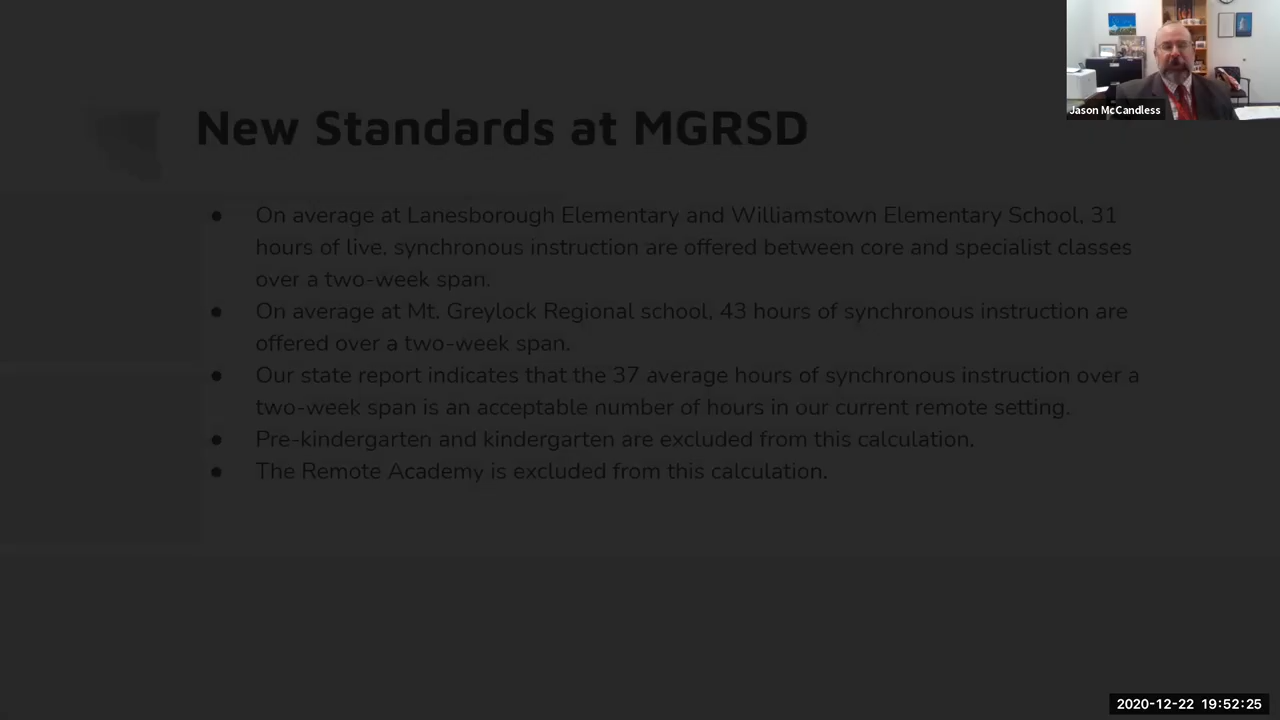 Jason McCandless
New Standards at MGRSD
● On average at Lanesborough Elementary and Williamstown Elementary School, 31
hours of live, synchronous instruction are offered between core and specialist classes
over a two-week span.
● On average at Mt. Greylock Regional school, 43 hours of synchronous instruction are
offered over a two-week span.
● Our state report indicates that the 37 average hours of synchronous instruction over a
two-week span is an acceptable number of hours in our current remote setting.
● Pre-kindergarten and kindergarten are excluded from this calculation.
● The Remote Academy is excluded from this calculation.
2020-12-22 19:52:25